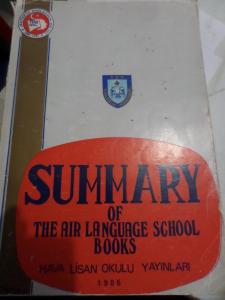 SUMMARY
OF
THE AIR LANGUAGE SCHOOL
BOOKS
HAVA LİSAN OKULU YAYINLARI